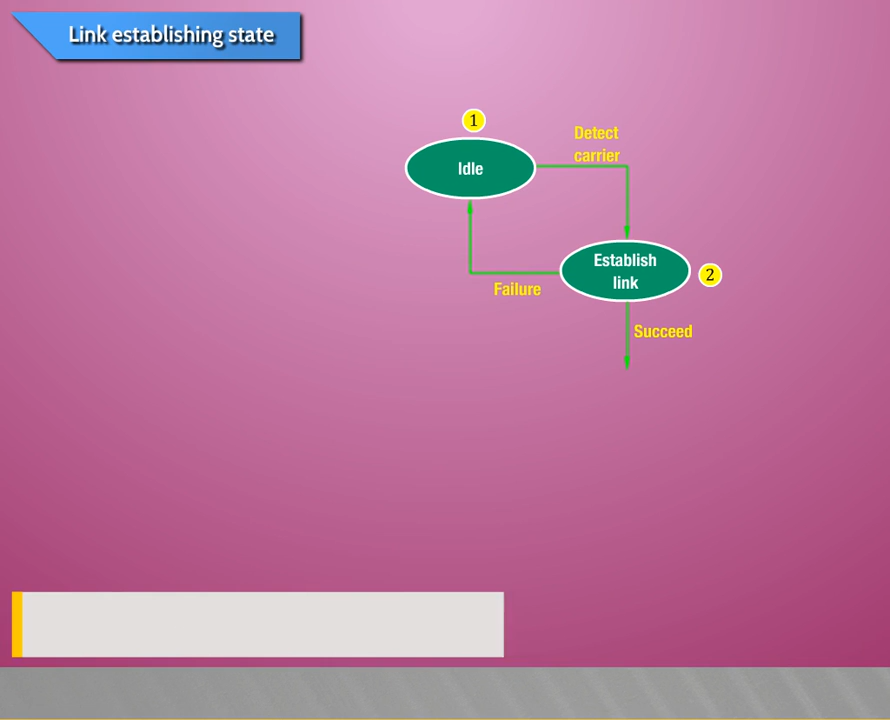 Link establishing state
1
Detect
carrier
Idle
Establish
link
2
Failure
Succeed